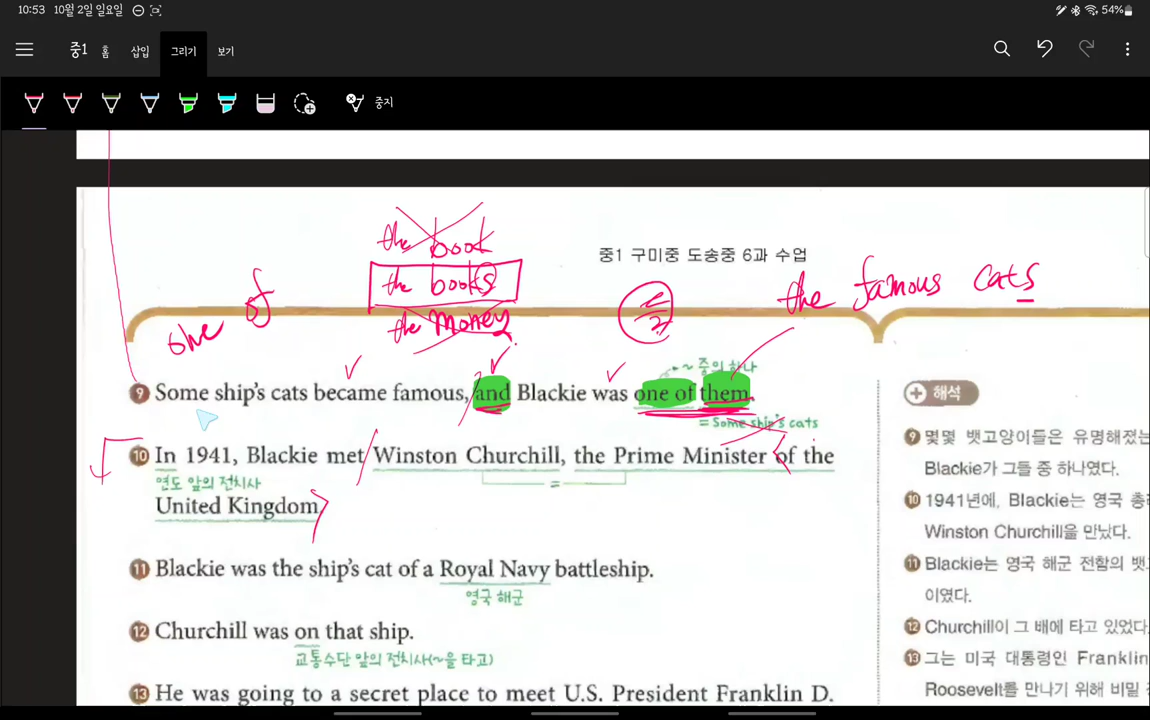 10:53 10월 2일 일요일 54%
중1 홈 삽입 그리기 보기
중지
the book
the books
the money
one of
중1 구미중 도송중 6과 수업
the famous cats
~ 중의 하나
9 Some ship's cats became famous, and Blackie was one of them.
= Some ship's cats
10 In 1941, Blackie met Winston Churchill, the Prime Minister of the
연도 앞의 전치사 =
United Kingdom
11 Blackie was the ship's cat of a Royal Navy battleship.
영국 해군
12 Churchill was on that ship.
교통수단 앞의 전치사(~을 타고)
13 He was going to a secret place to meet U.S. President Franklin D.
해석
9 몇몇 뱃고양이들은 유명해졌는
Blackie가 그들 중 하나였다.
10 1941년에, Blackie는 영국 총리
Winston Churchill을 만났다.
11 Blackie는 영국 해군 전함의 뱃
이였다.
12 Churchill이 그 배에 타고 있었다
13 그는 미국 대통령인 Franklin
Roosevelt를 만나기 위해 비밀